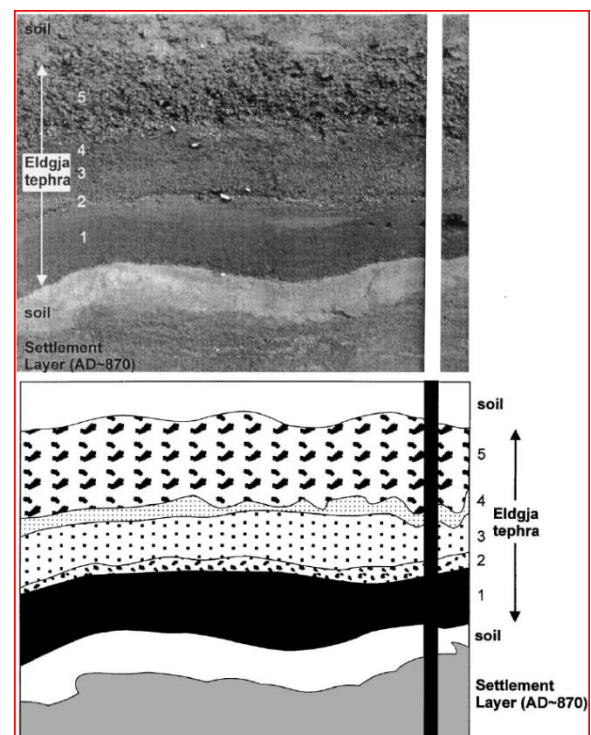 soil
5
4
Eldgja
tephra
3
2
1
soil
Settlement
Layer (AD~870)
soil
5
4
Eldgja
tephra
3
2
1
soil
Settlement
Layer (AD~870)